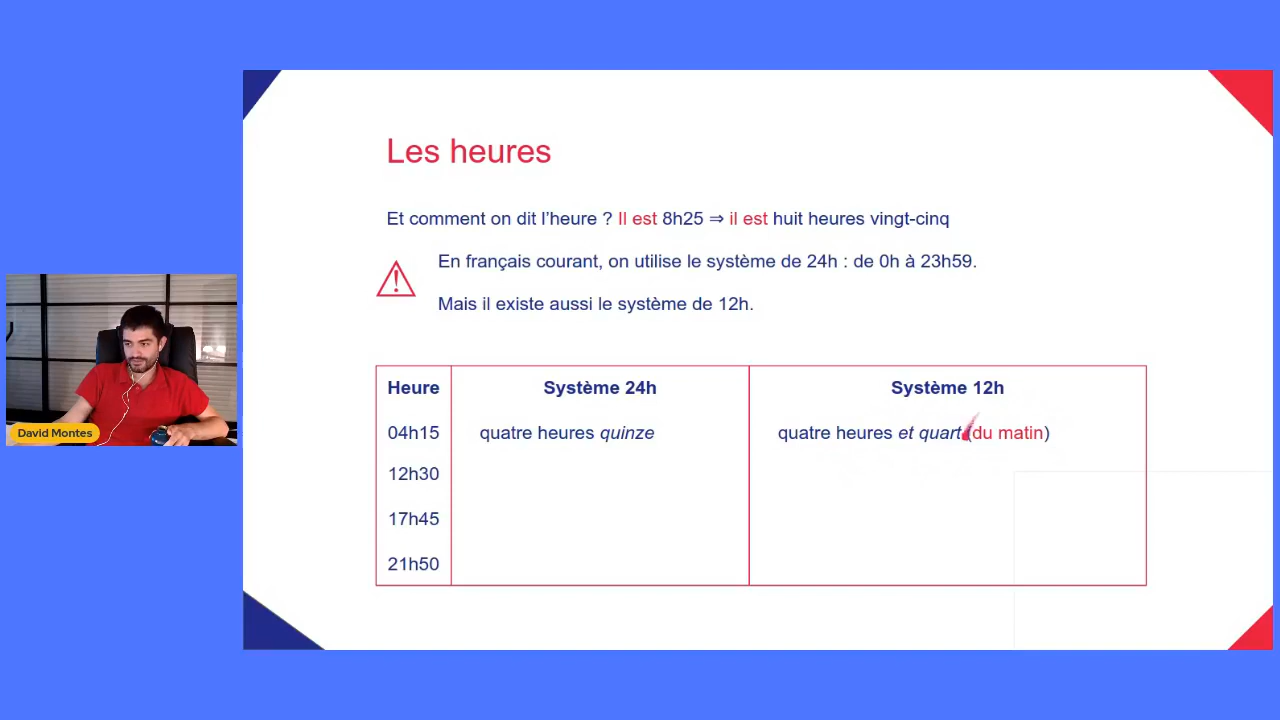 Les heures
Et comment on dit l'heure ? Il est 8h25 ⇒ il est huit heures vingt-cinq
En français courant, on utilise le système de 24h : de 0h à 23h59.
Mais il existe aussi le système de 12h.
Heure Système 24h Système 12h
04h15 quatre heures quinze quatre heures et quart (du matin)
12h30
17h45
21h50
David Montes